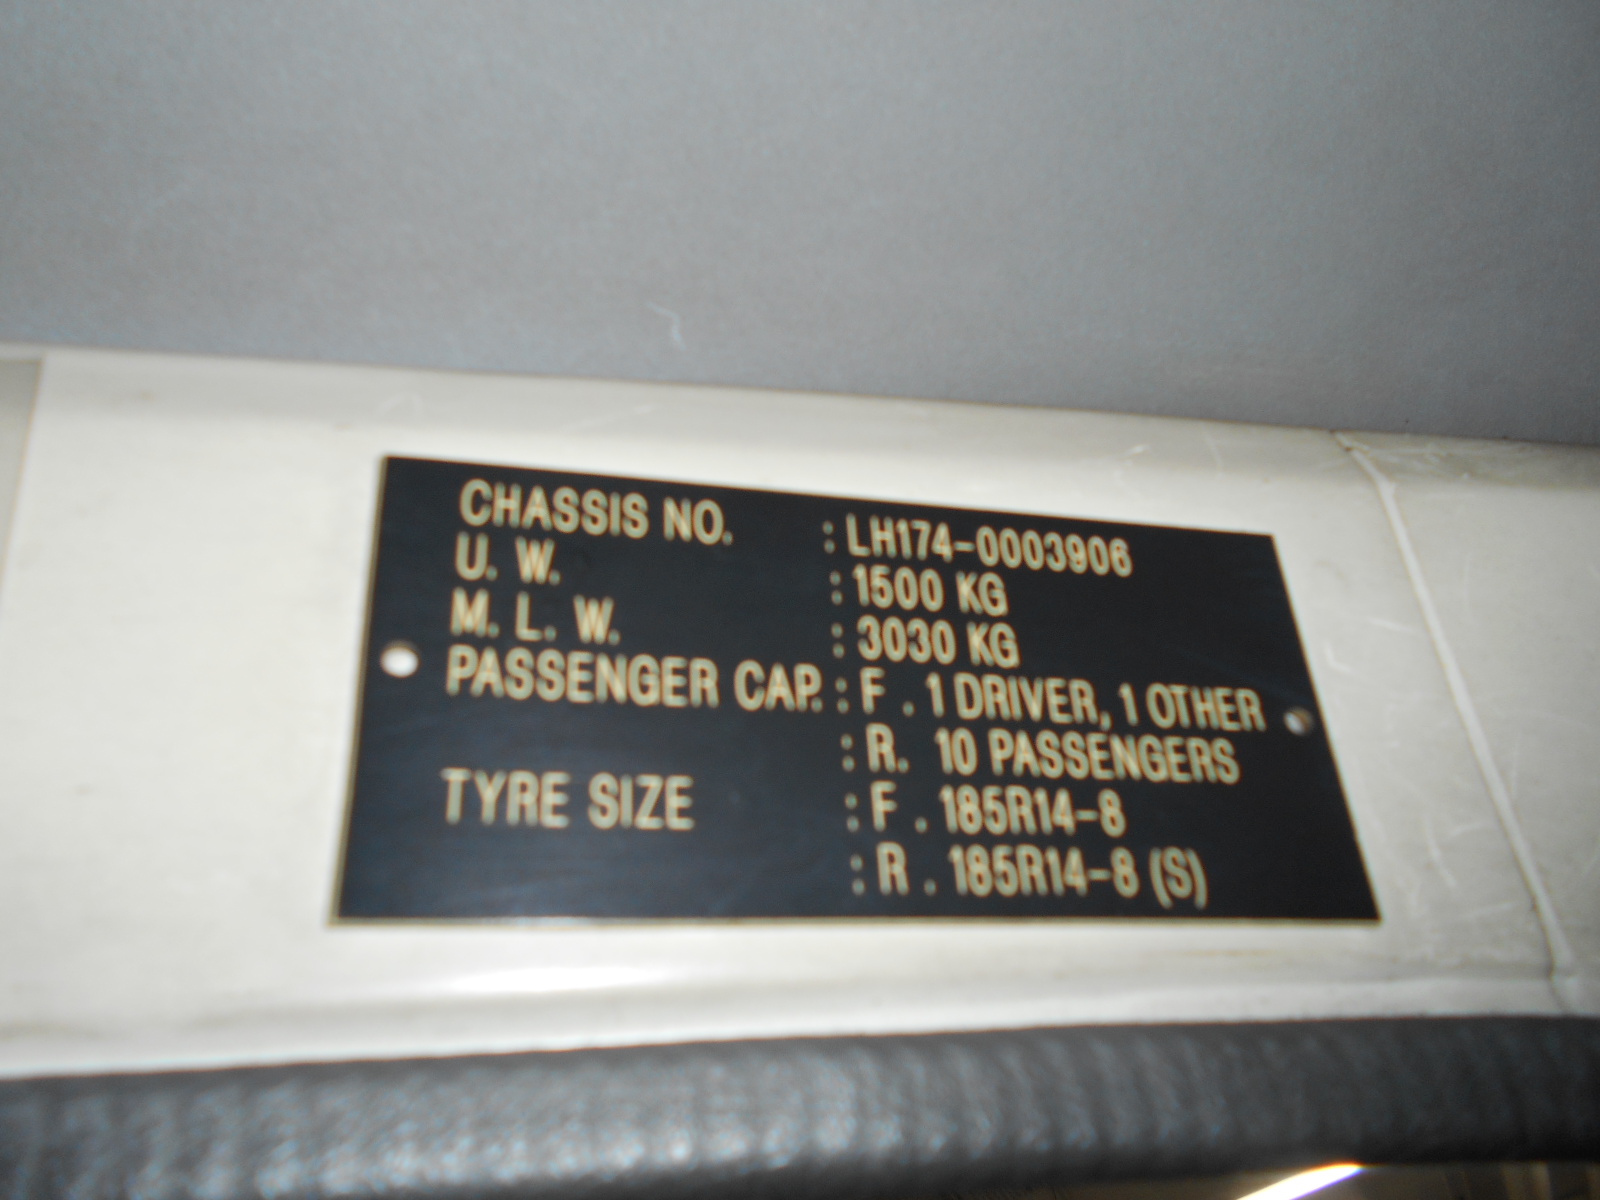 CHASSIS NO. : LH174-0003906
U. W. : 1500 KG
M. L. W. : 3030 KG
PASSENGER CAP. : F . 1 DRIVER, 1 OTHER
: R. 10 PASSENGERS
TYRE SIZE : F . 185R14-8
: R . 185R14-8 (S)